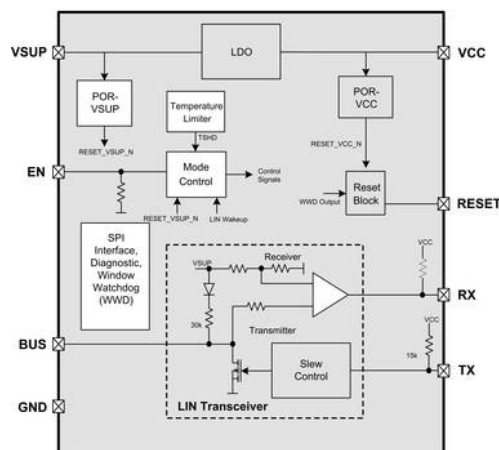 VSUP
LDO
VCC
POR-
VSUP
POR-
VCC
Temperature
Limiter
TSHD
RESET_VSUP_N
RESET_VCC_N
EN
Mode
Control
Control
Signals
WWD Output
Reset
Block
RESET
RESET_VSUP_N
LIN Wakeup
SPI
Interface,
Diagnostic,
Window
Watchdog
(WWD)
VSUP
Receiver
VCC
RX
30k
Transmitter
VCC
BUS
15k
Slew
Control
TX
GND
LIN Transceiver